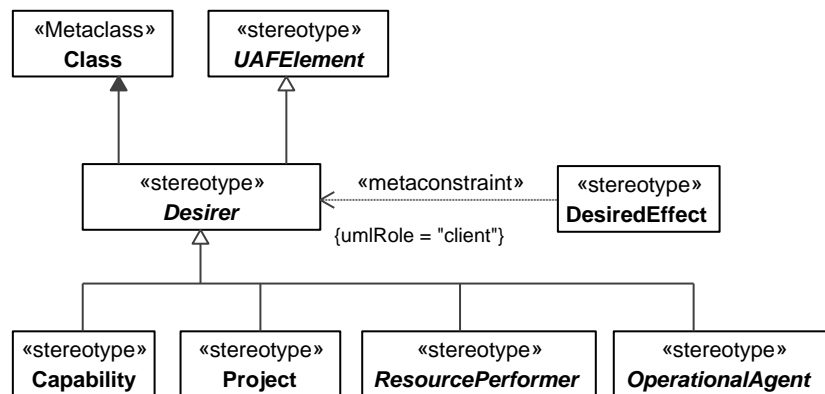 «Metaclass»
Class
«stereotype»
UAFElement
«stereotype»
Desirer
«metaconstraint»
{umlRole = "client"}
«stereotype»
DesiredEffect
«stereotype»
Capability
«stereotype»
Project
«stereotype»
ResourcePerformer
«stereotype»
OperationalAgent